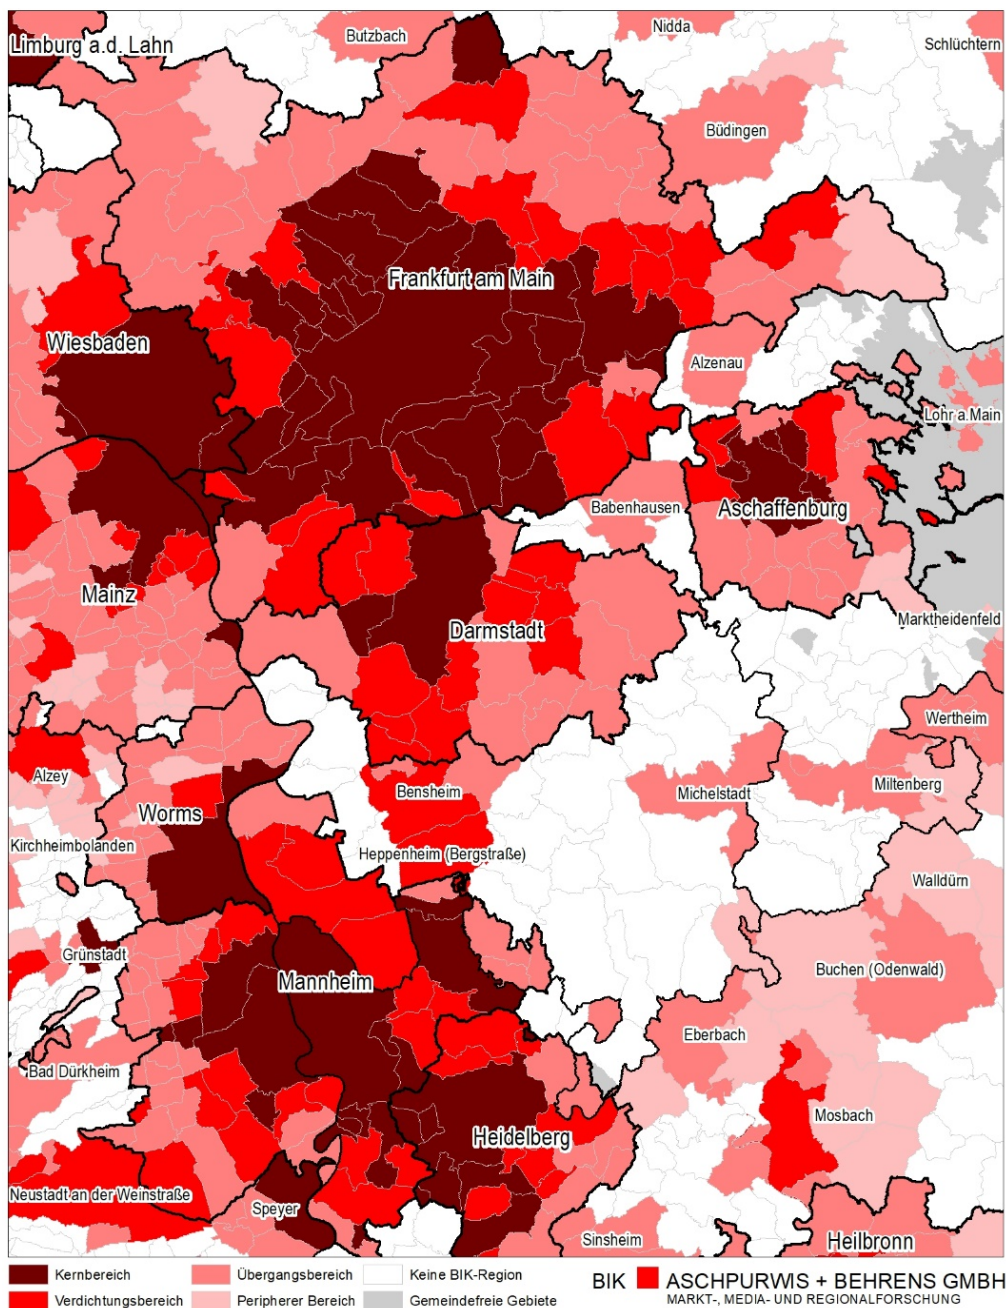 Limburg a.d. Lahn
Butzbach
Nidda
Schlüchtern
Büdingen
Frankfurt am Main
Wiesbaden
Alzenau
Lohr a.Main
Babenhausen
Aschaffenburg
Mainz
Darmstadt
Marktheidenfeld
Wertheim
Alzey
Bensheim
Michelstadt
Miltenberg
Worms
Kirchheimbolanden
Heppenheim (Bergstraße)
Walldürn
Grünstadt
Mannheim
Buchen (Odenwald)
Eberbach
Bad Dürkheim
Mosbach
Heidelberg
Neustadt an der Weinstraße
Speyer
Sinsheim
Heilbronn
Kernbereich
Übergangsbereich
Keine BIK-Region
Verdichtungsbereich
Peripherer Bereich
Gemeindefreie Gebiete
BIK ASCHPURWIS + BEHRENS GMBH
MARKT-, MEDIA- UND REGIONALFORSCHUNG